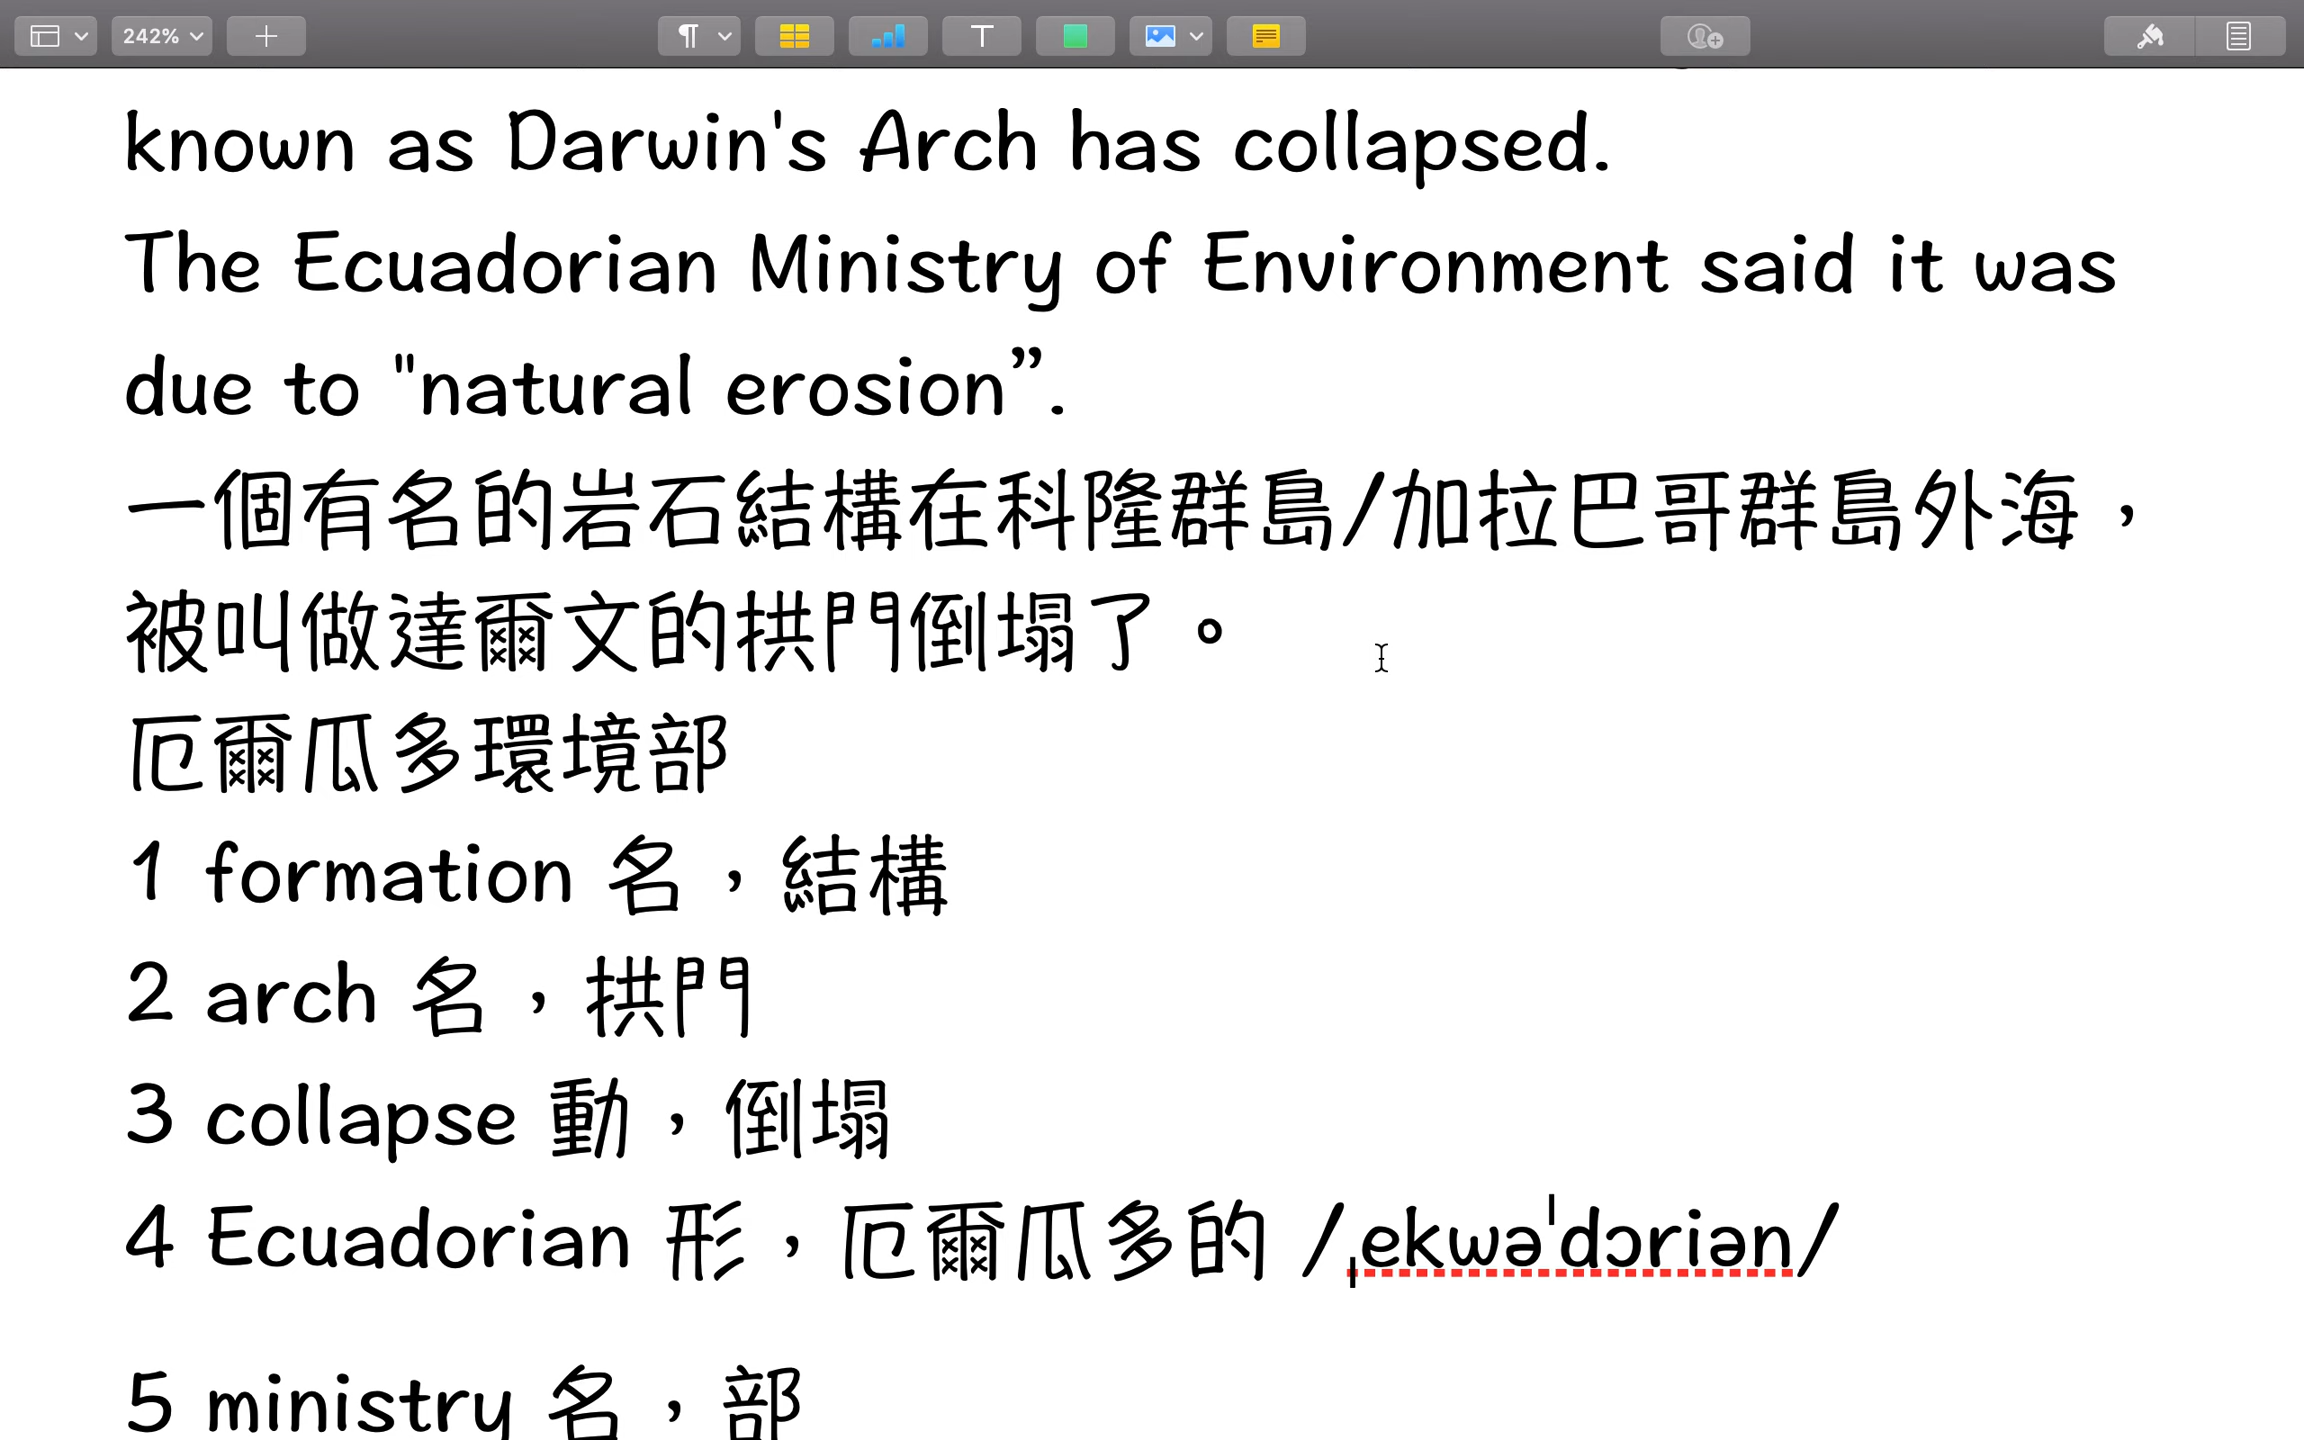 242%
known as Darwin's Arch has collapsed.
The Ecuadorian Ministry of Environment said it was
due to "natural erosion”.
一個有名的岩石結構在科隆群島/加拉巴哥群島外海，
被叫做達爾文的拱門倒塌了。
厄爾瓜多環境部
1 formation 名，結構
2 arch 名，拱門
3 collapse 動，倒塌
4 Ecuadorian 形，厄爾瓜多的 /ˌekwəˈdɔriən/
5 ministry 名，部